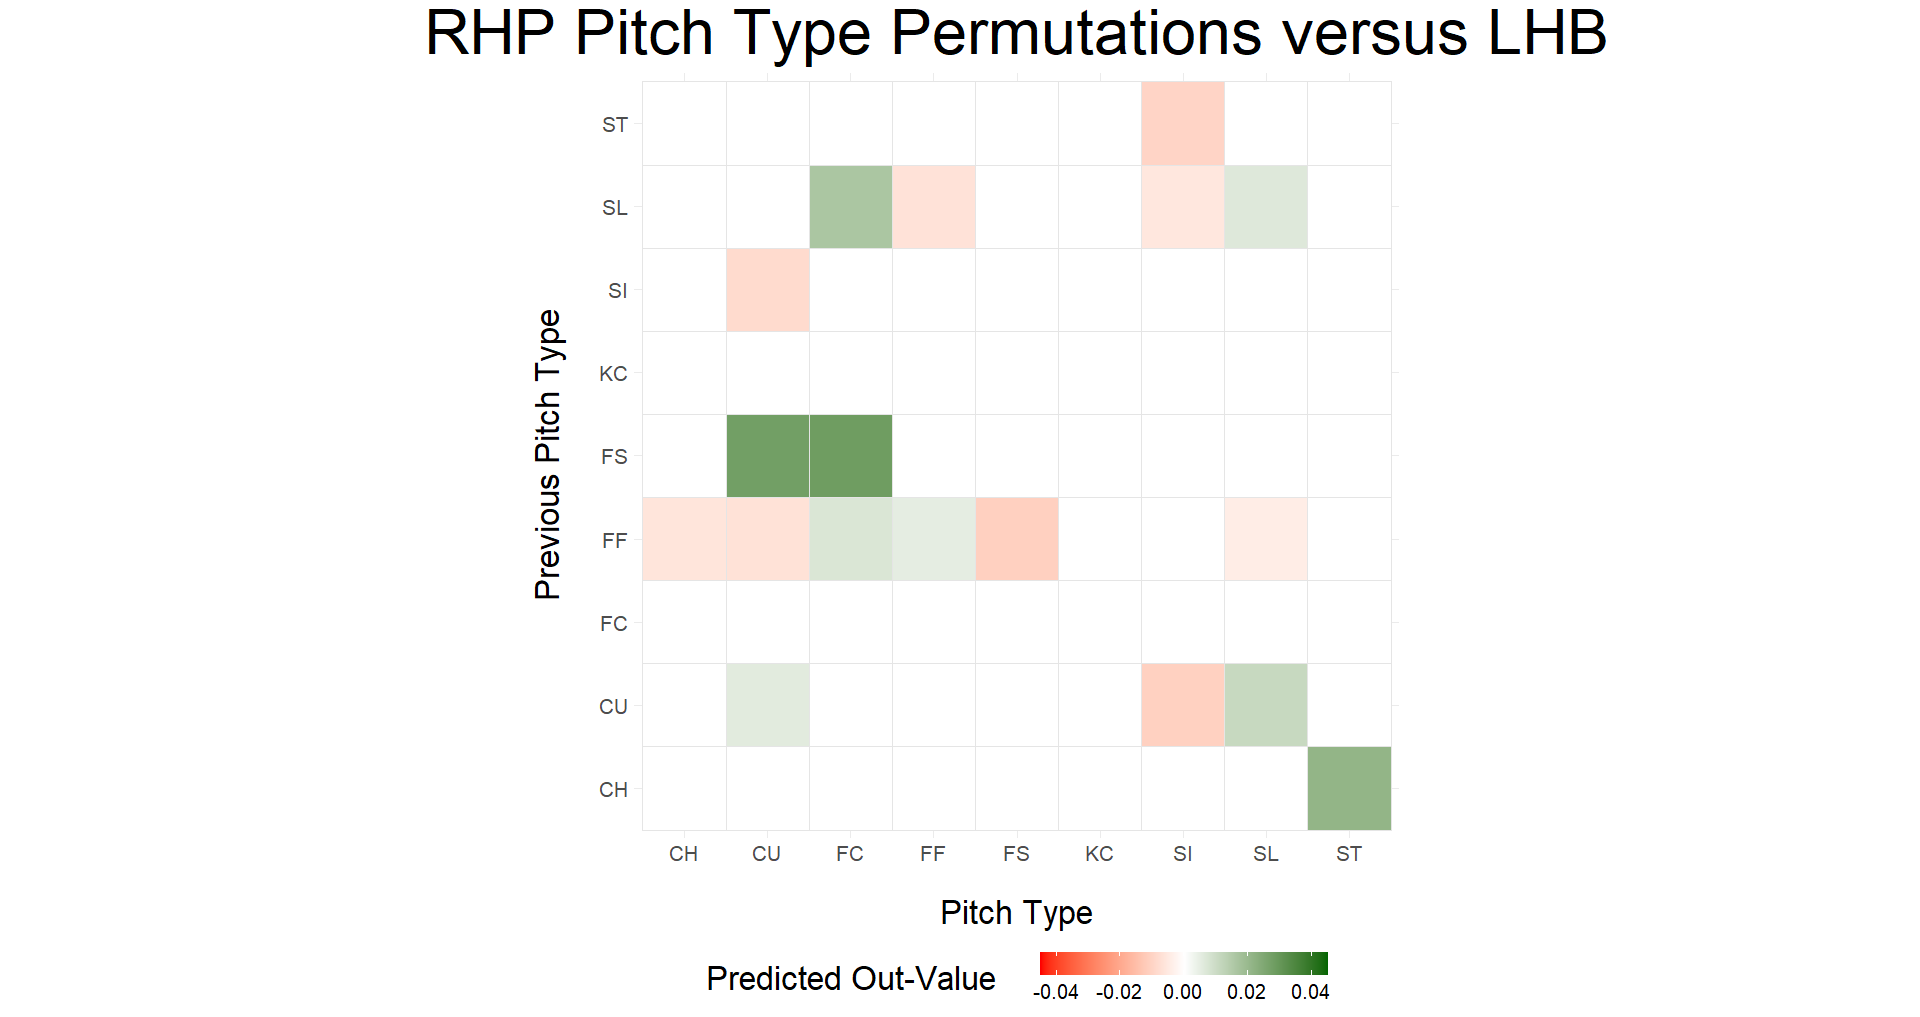 RHP Pitch Type Permutations versus LHB
Previous Pitch Type
ST
SL
SI
KC
FS
FF
FC
CU
CH
CH CU FC FF FS KC SI SL ST
Pitch Type
Predicted Out-Value
-0.04 -0.02 0.00 0.02 0.04